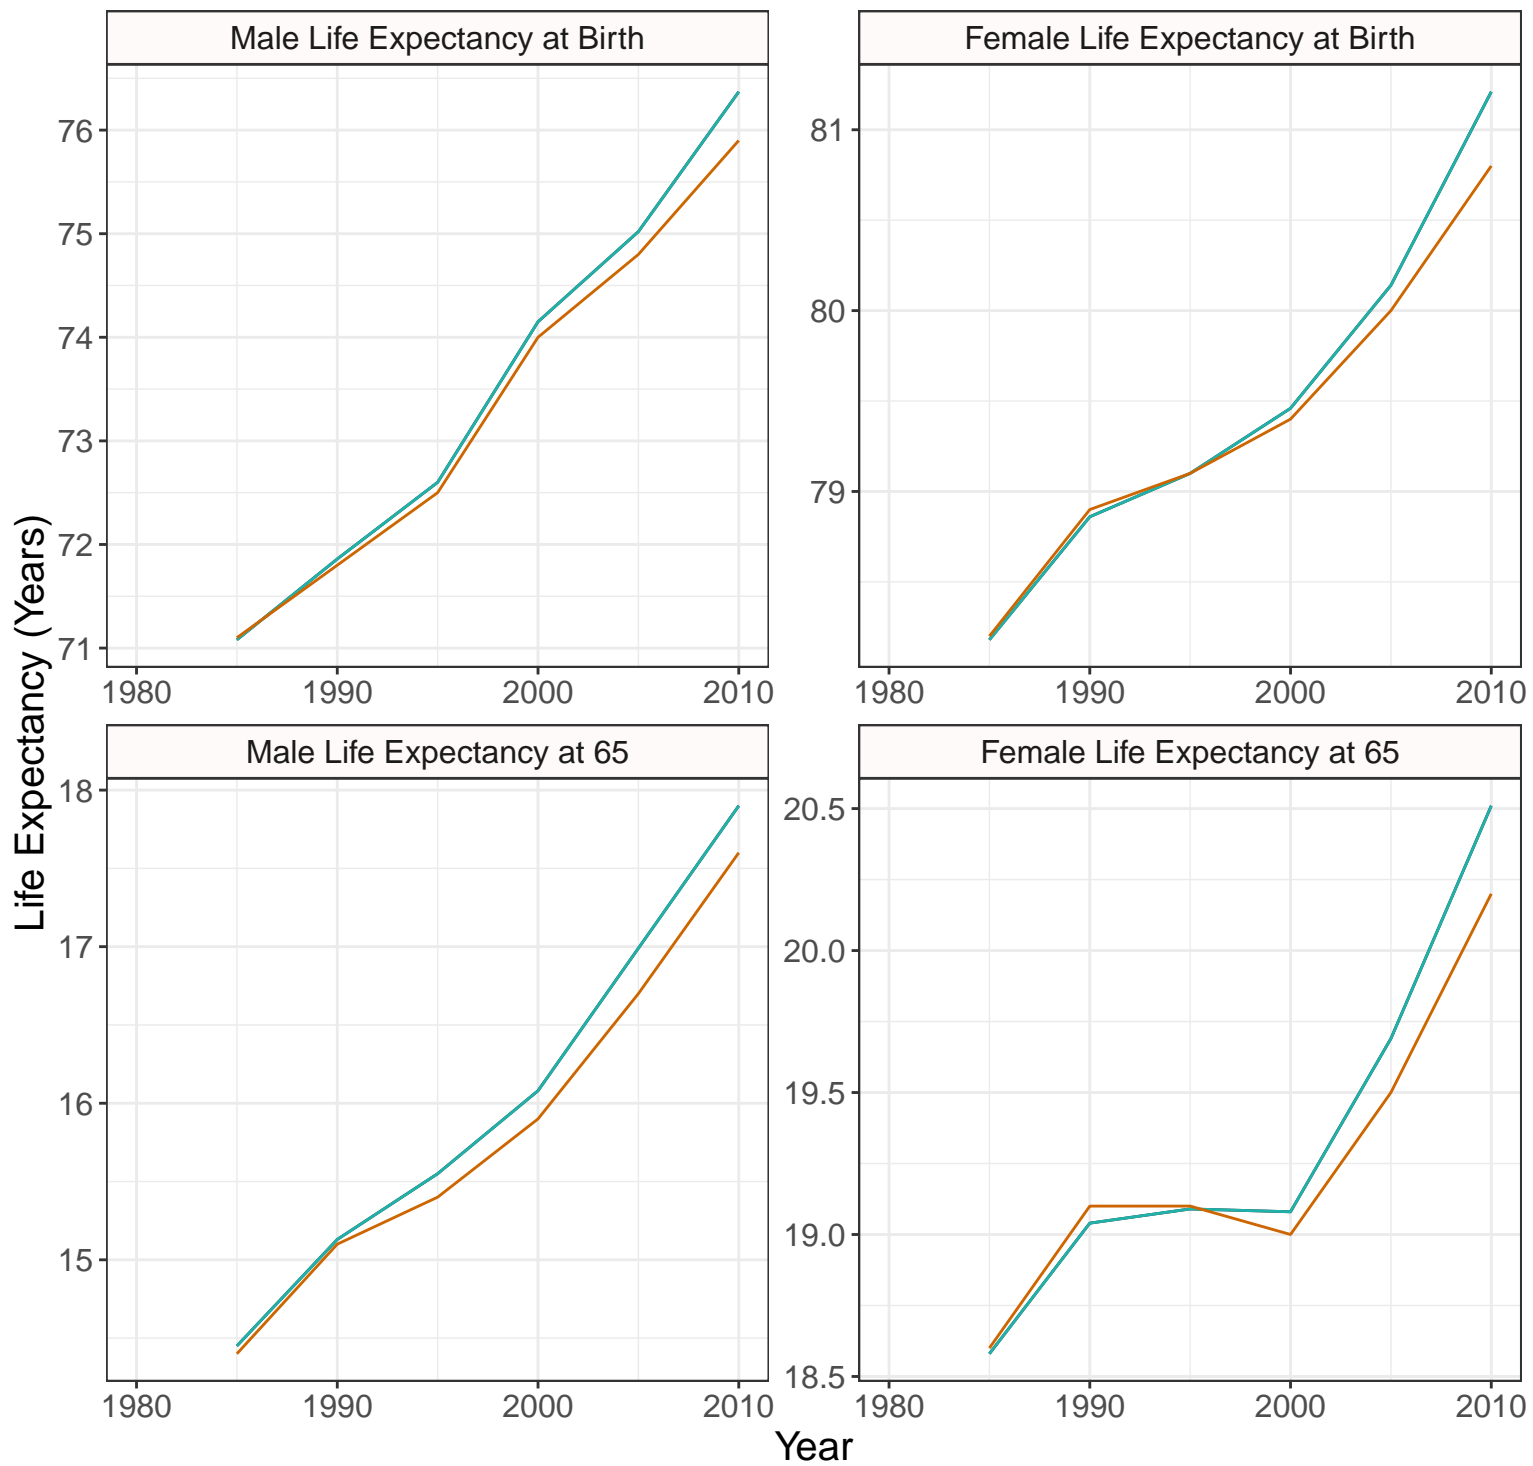 Male Life Expectancy at Birth
Female Life Expectancy at Birth
76
75
74
73
72
71
81
80
79
1980 1990 2000 2010
1980 1990 2000 2010
Life Expectancy (Years)
Male Life Expectancy at 65
Female Life Expectancy at 65
18
17
16
15
20.5
20.0
19.5
19.0
18.5
1980 1990 2000 2010
1980 1990 2000 2010
Year